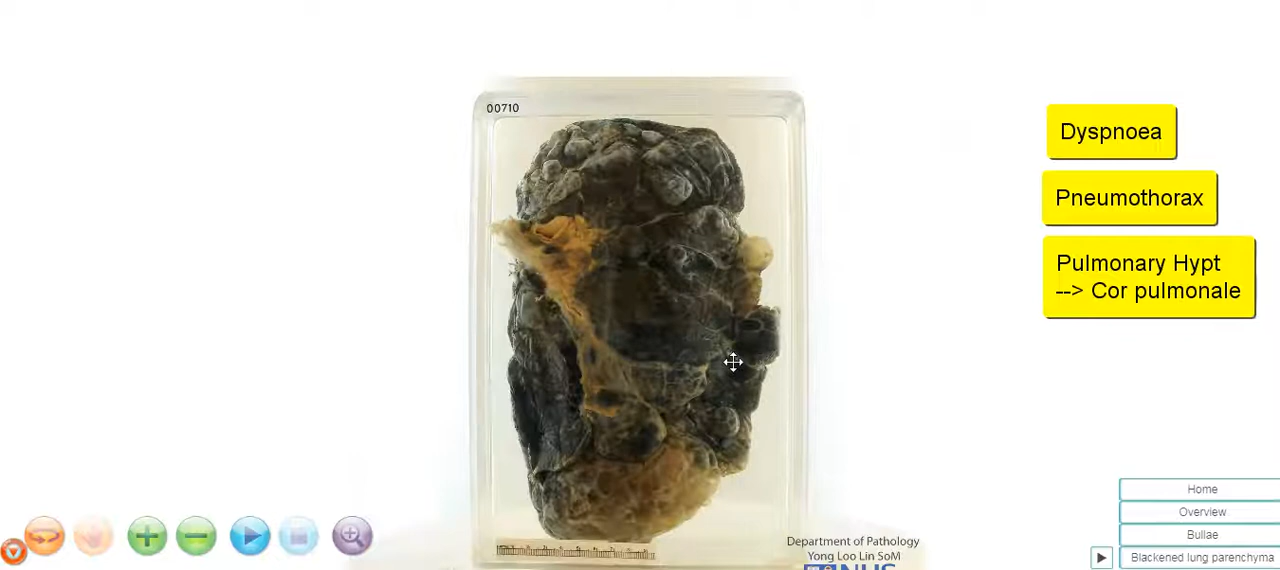 00710
Dyspnoea
Pneumothorax
Pulmonary Hypt
--> Cor pulmonale
Home
Overview
Bullae
Blackened lung parenchyma
Department of Pathology
Yong Loo Lin SoM
NUS